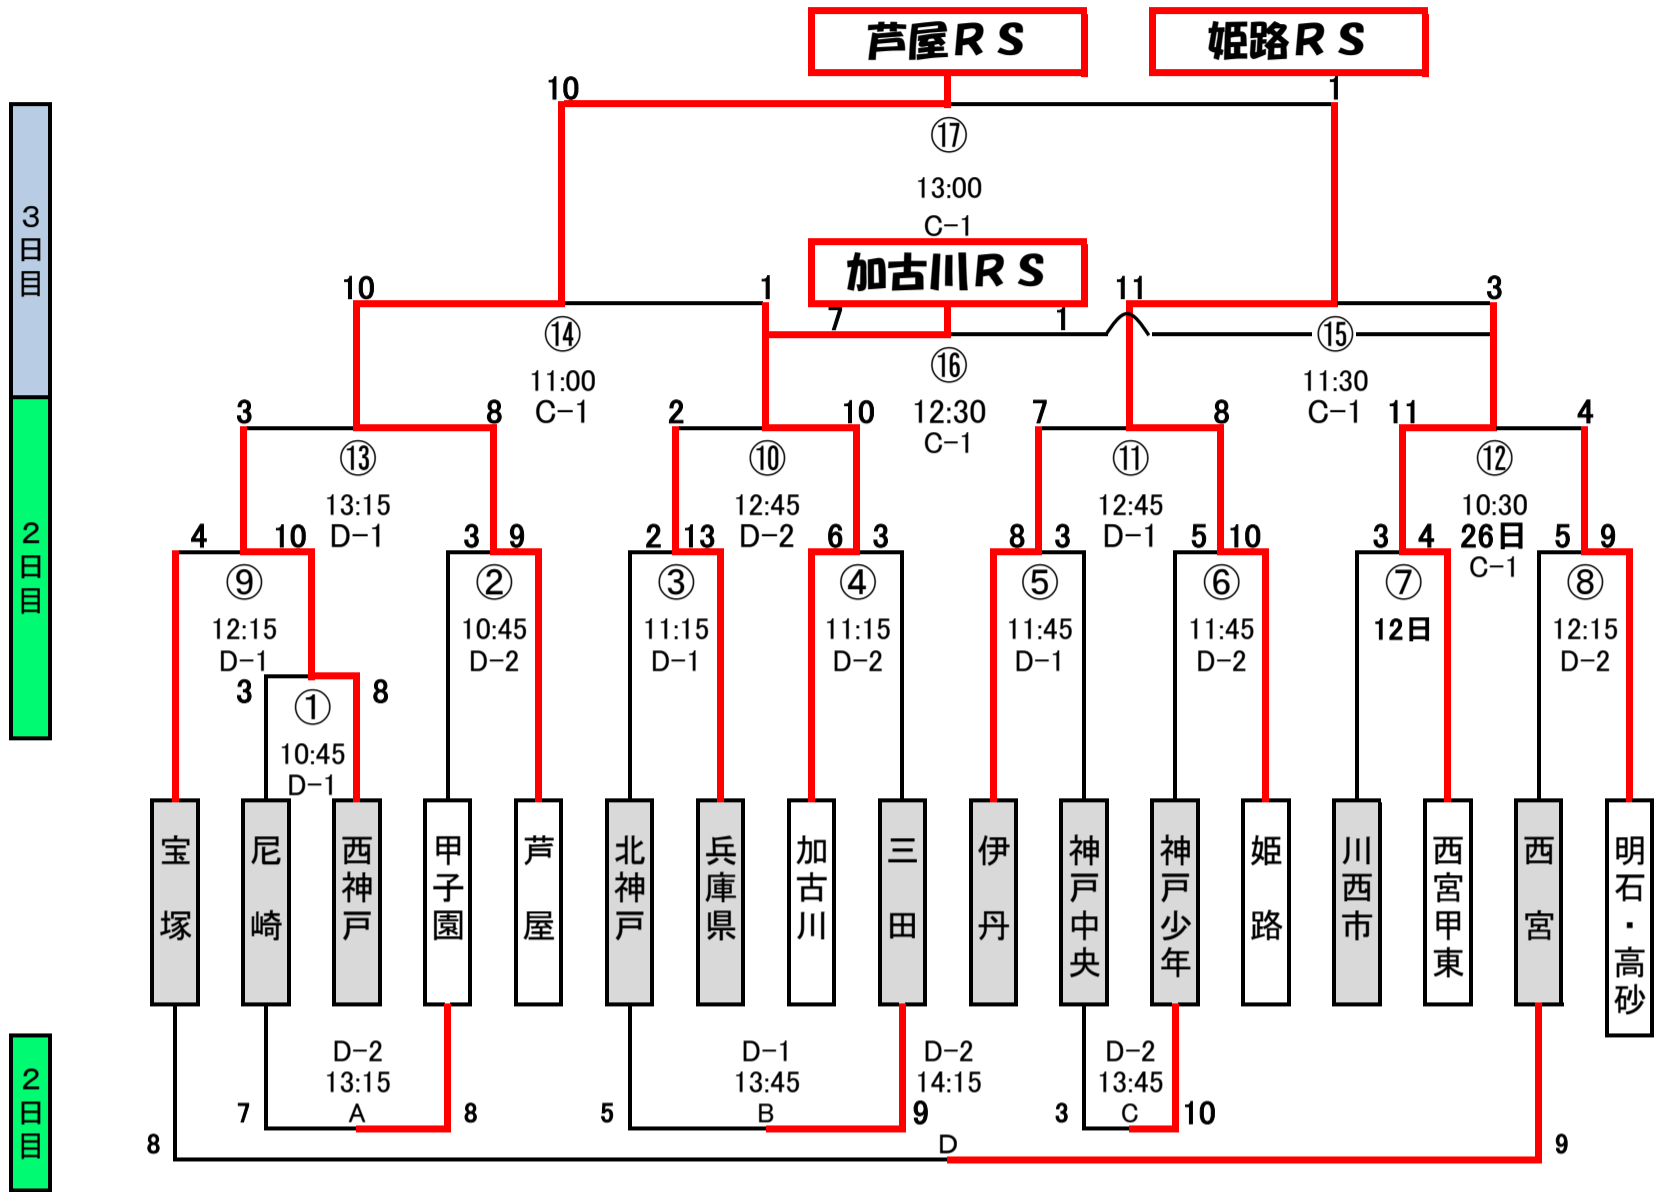 芦屋ＲＳ
姫路ＲＳ
10
1
⑰
13:00
C-1
3日目
加古川ＲＳ
10
1
11
3
7
1
⑭
11:00
C-1
⑯
12:30
C-1
⑮
11:30
C-1
3
8
2
10
7
8
11
4
⑬
13:15
D-1
⑩
12:45
D-2
⑪
12:45
D-1
⑫
10:30
26日
C-1
2日目
4
10
3
9
2
13
6
3
8
3
5
10
3
4
5
9
⑨
12:15
D-1
②
10:45
D-2
③
11:15
D-1
④
11:15
D-2
⑤
11:45
D-1
⑥
11:45
D-2
⑦
12日
⑧
12:15
D-2
3
8
①
10:45
D-1
宝塚
尼崎
西神戸
甲子園
芦屋
北神戸
兵庫県
加古川
三田
伊丹
神戸中央
神戸少年
姫路
川西市
西宮甲東
西宮
明石・高砂
2日目
D-2
13:15
7
A
8
D-1
13:45
5
B
9
D-2
14:15
D-2
13:45
3
C
10
8
D
9